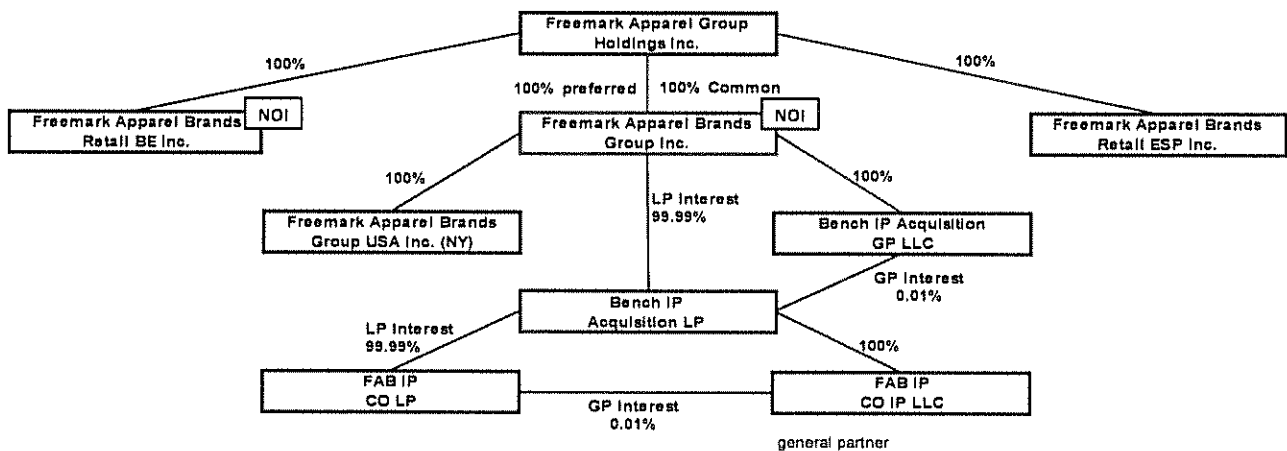 Freemark Apparel Group
Holdings Inc.
100%
100% preferred
100% Common
100%
Freemark Apparel Brands
Retail BE Inc.
NOI
Freemark Apparel Brands
Group Inc.
NOI
Freemark Apparel Brands
Retail ESP Inc.
100%
LP Interest
99.99%
100%
Freemark Apparel Brands
Group USA Inc. (NY)
Bench IP Acquisition
GP LLC
GP Interest
0.01%
Bench IP
Acquisition LP
LP Interest
99.99%
100%
FAB IP
CO LP
GP Interest
0.01%
FAB IP
CO IP LLC
general partner